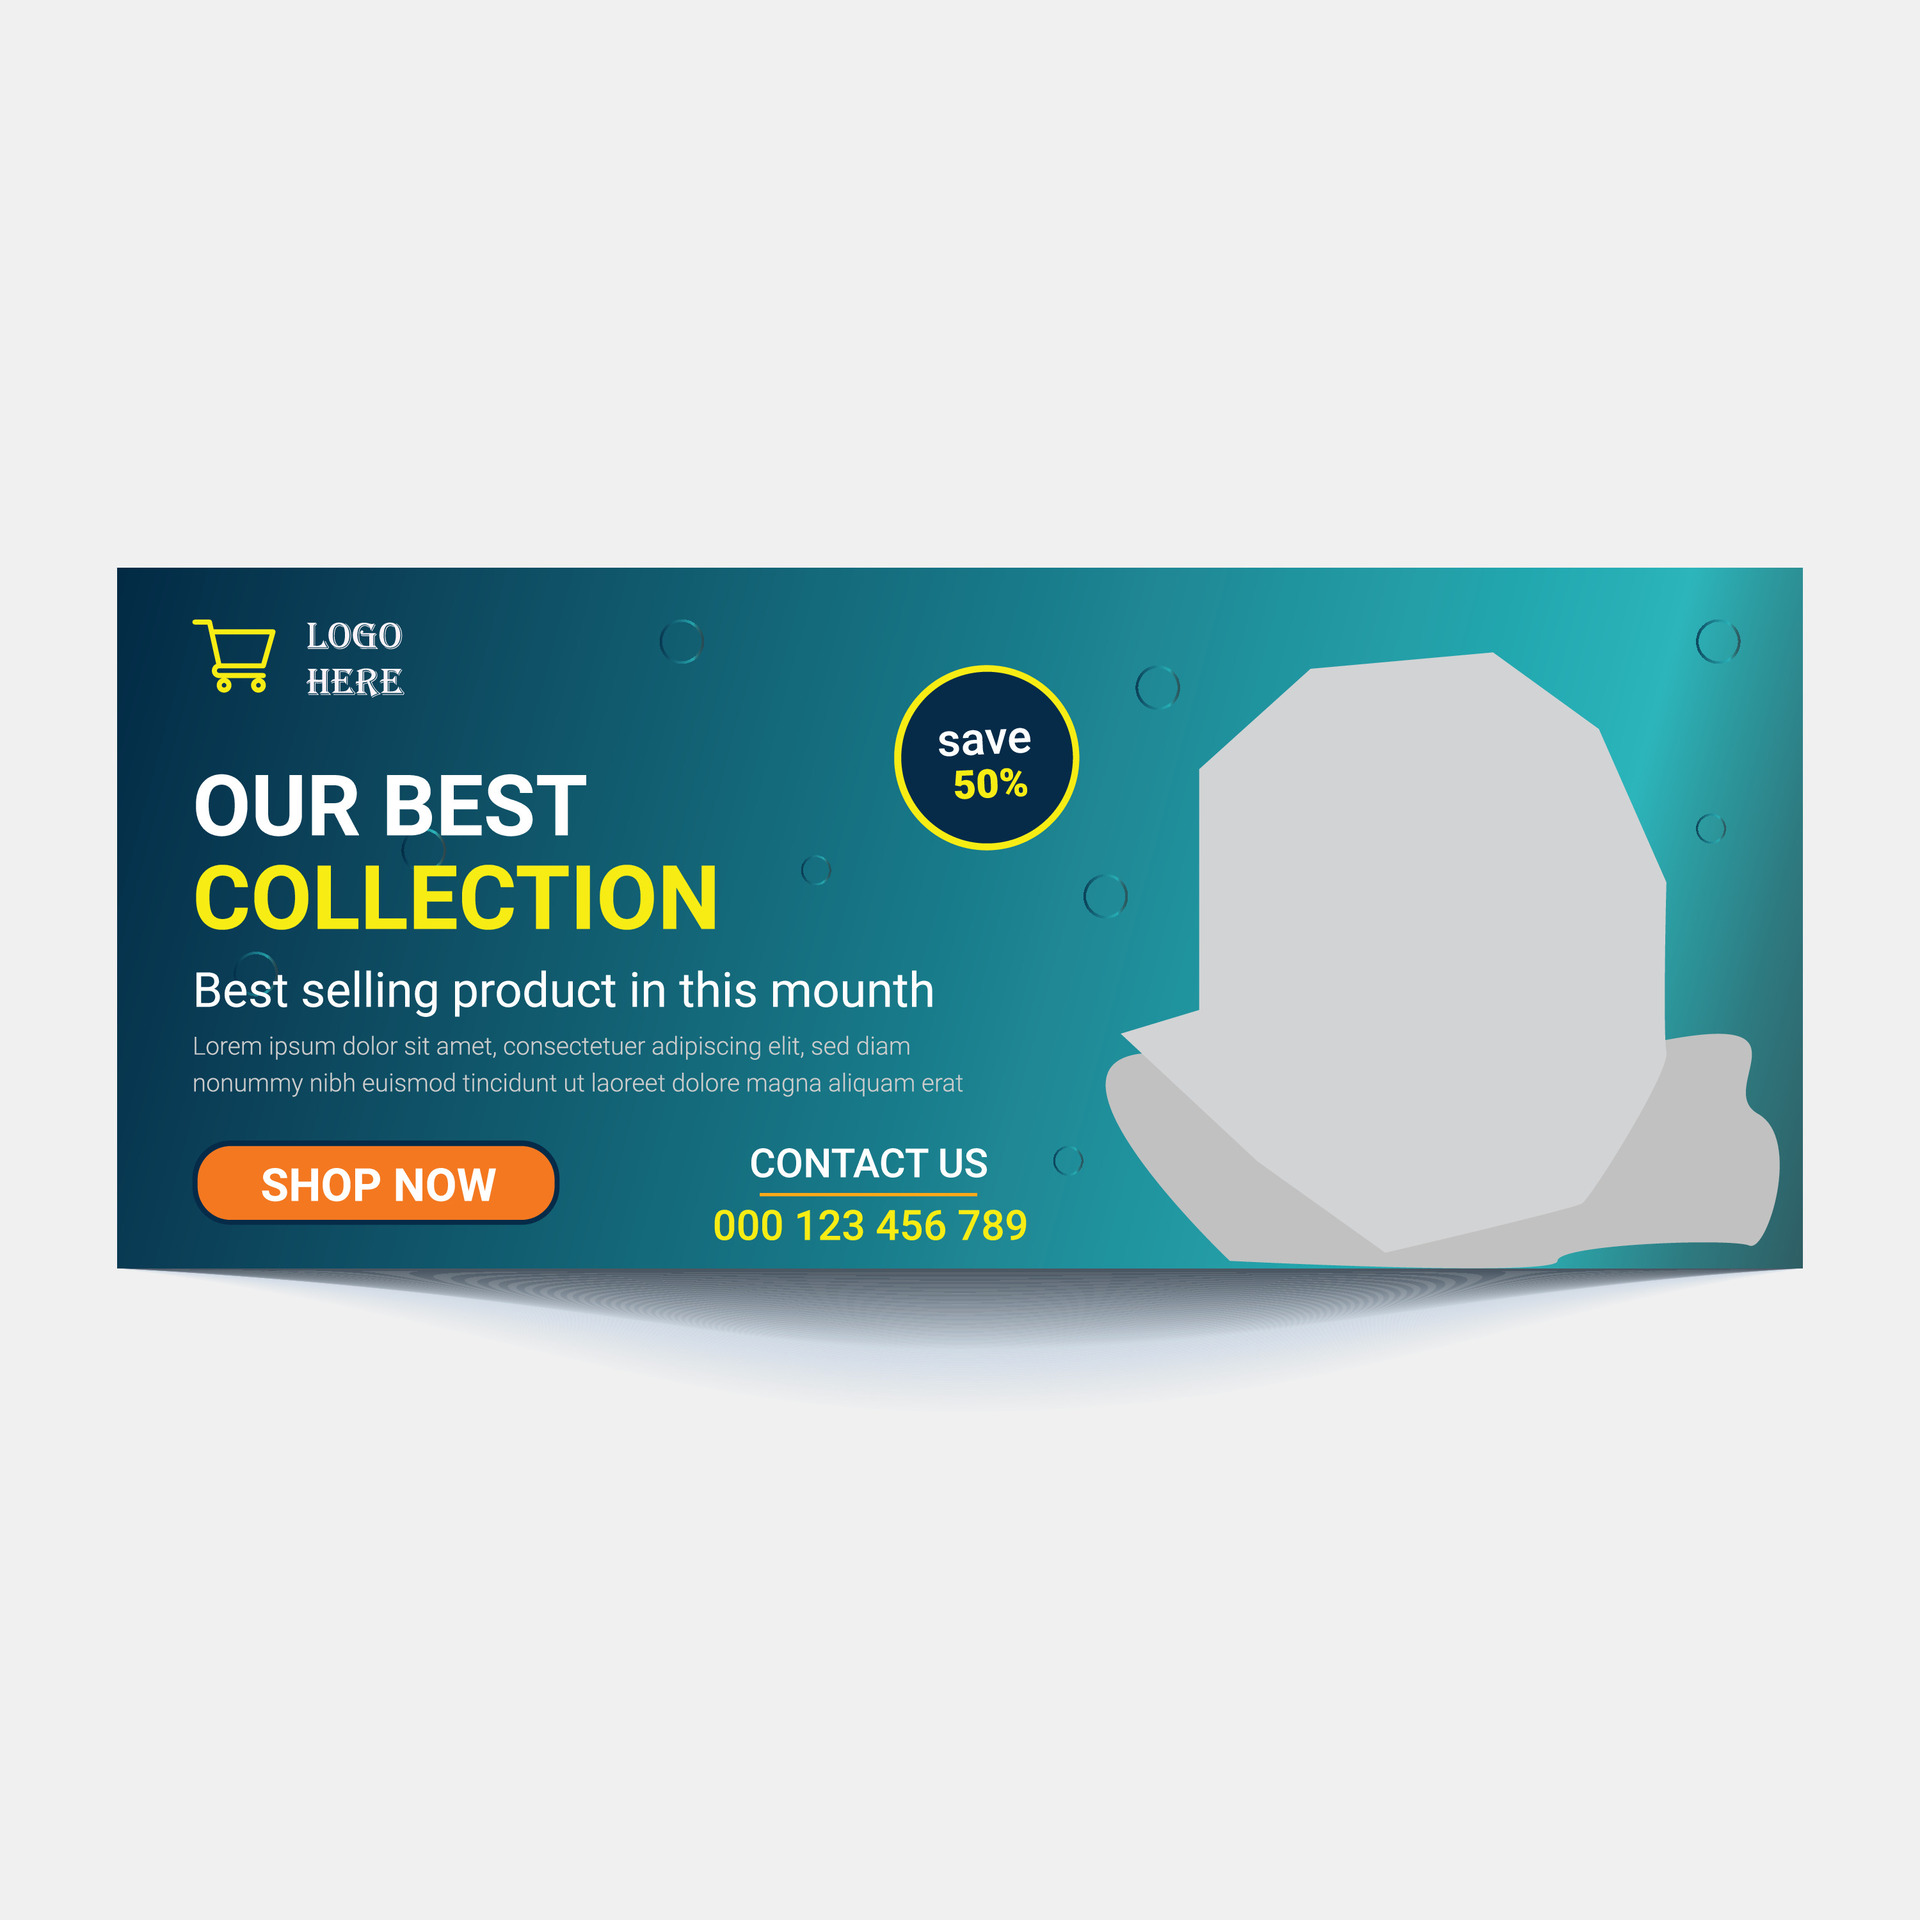 LOGO
HERE
save
50%
OUR BEST
COLLECTION
Best selling product in this mounth
Lorem ipsum dolor sit amet, consectetuer adipiscing elit, sed diam
nonummy nibh euismod tincidunt ut laoreet dolore magna aliquam erat
SHOP NOW
CONTACT US
000 123 456 789